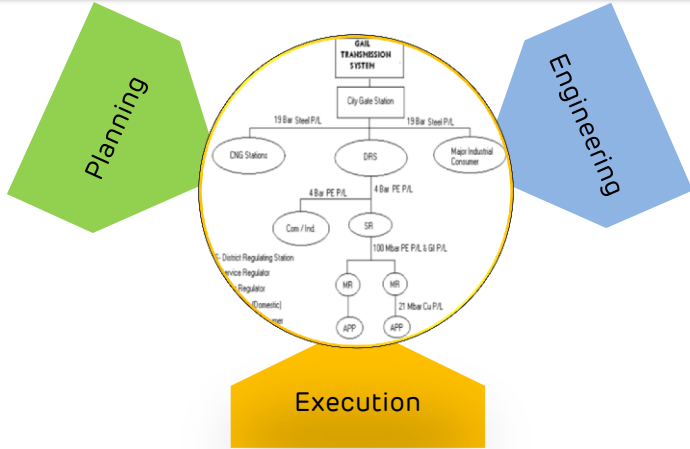 Planning
Engineering
GAIL
TRANSMISSION
SYSTEM
City Gate Station
19 Bar Steel P/L
19 Bar Steel P/L
CNG Stations
DRS
Major Industrial
Consumer
4 Bar PE P/L
4 Bar PE P/L
Com / Ind.
SR
100 Mbar PE P/L & GI P/L
District Regulating Station
Regulator
Regulator
MR
MR
(Domestic)
21 Mbar Cu P/L
APP
APP
Execution